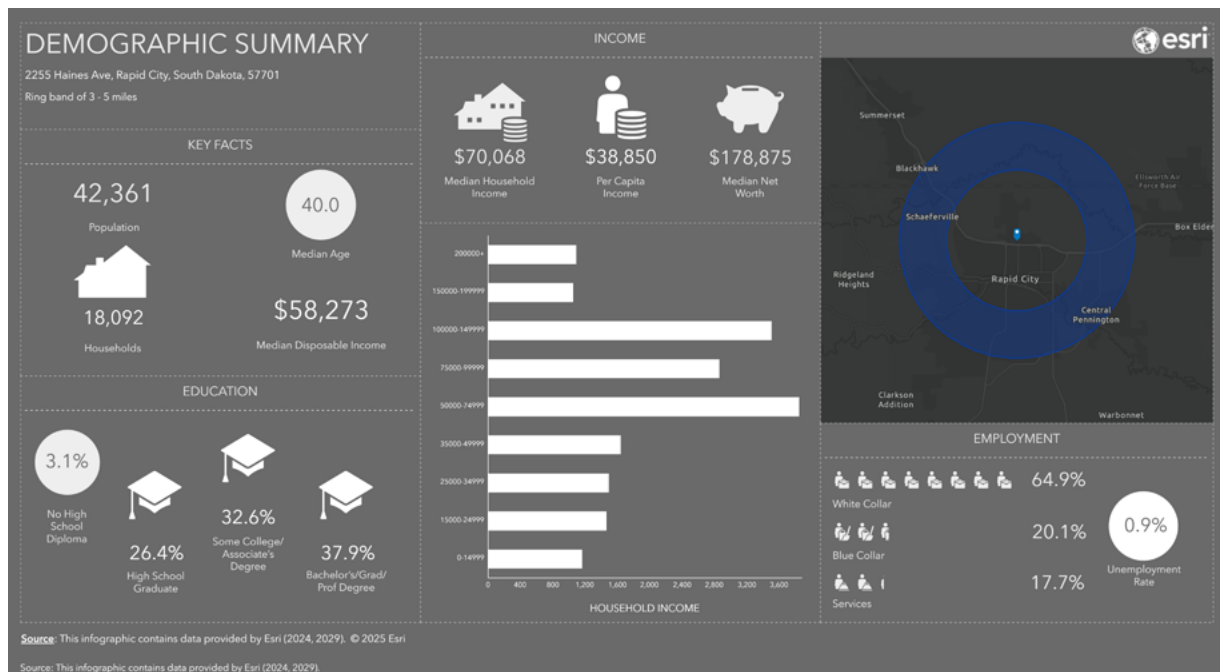 DEMOGRAPHIC SUMMARY
2255 Haines Ave, Rapid City, South Dakota, 57701
Ring band of 3 - 5 miles
KEY FACTS
42,361
Population
40.0
Median Age
18,092
Households
$58,273
Median Disposable Income
EDUCATION
3.1%
No High
School
Diploma
26.4%
High School
Graduate
32.6%
Some College/
Associate's
Degree
37.9%
Bachelor's/Grad/
Prof Degree
INCOME
$70,068
Median Household
Income
$38,850
Per Capita
Income
$178,875
Median Net
Worth
200000+
150000-199999
100000-149999
75000-99999
50000-74999
35000-49999
25000-34999
15000-24999
0-14999
0 400 800 1,200 1,600 2,000 2,400 2,800 3,200 3,600
HOUSEHOLD INCOME
esri
Summerset
Blackhawk
Ellsworth Air
Force Base
Schaeferville
Box Elder
Ridgeland
Heights
Rapid City
Central
Pennington
Clarkson
Addition
Warbonnet
EMPLOYMENT
64.9%
White Collar
20.1%
Blue Collar
17.7%
Services
0.9%
Unemployment
Rate
Source: This infographic contains data provided by Esri (2024, 2029). © 2025 Esri
Source: This infographic contains data provided by Esri (2024, 2029).